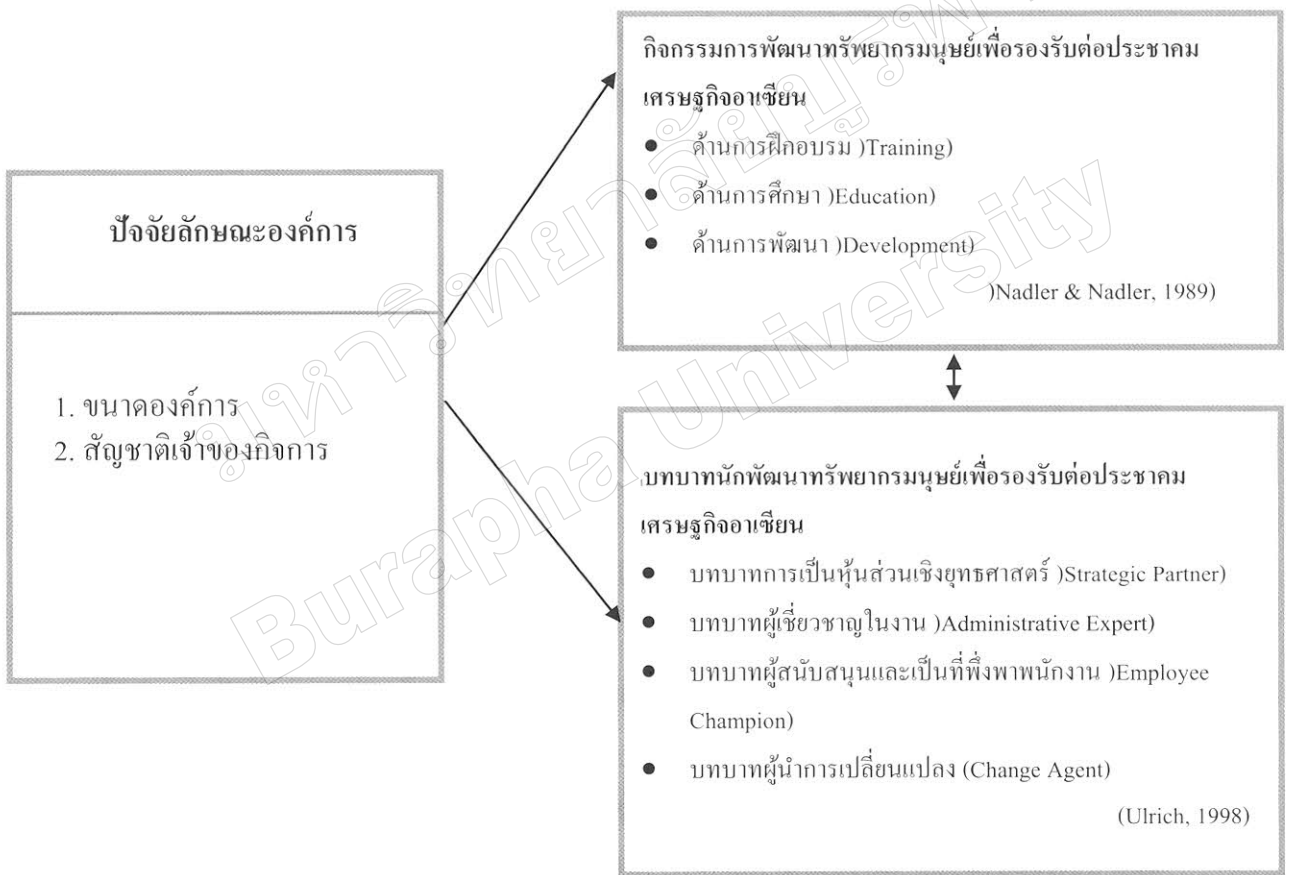 ปัจจัยลักษณะองค์การ
1. ขนาดองค์การ
2. สัญชาติเจ้าของกิจการ
กิจกรรมการพัฒนาทรัพยากรมนุษย์เพื่อรองรับต่อประชาคม
เศรษฐกิจอาเซียน
● ด้านการฝึกอบรม )Training)
● ด้านการศึกษา )Education)
● ด้านการพัฒนา )Development)
)Nadler & Nadler, 1989)
บทบาทนักพัฒนาทรัพยากรมนุษย์เพื่อรองรับต่อประชาคม
เศรษฐกิจอาเซียน
● บทบาทการเป็นหุ้นส่วนเชิงยุทธศาสตร์ )Strategic Partner)
● บทบาทผู้เชี่ยวชาญในงาน )Administrative Expert)
● บทบาทผู้สนับสนุนและเป็นที่พึ่งพาพนักงาน )Employee
Champion)
● บทบาทผู้นำการเปลี่ยนแปลง (Change Agent)
(Ulrich, 1998)
Burapha University